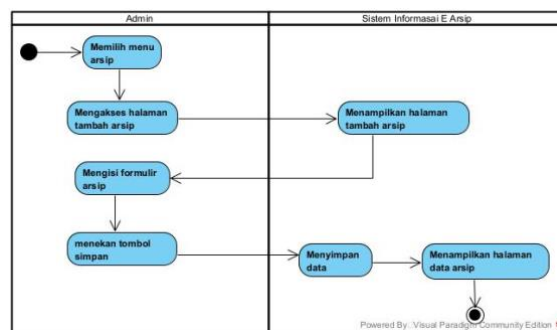 Admin
Sistem Informasai E Arsip
Memilih menu
arsip
Mengakses halaman
tambah arsip
Menampilkan halaman
tambah arsip
Mengisi formulir
arsip
menekan tombol
simpan
Menyimpan
data
Menampilkan halaman
data arsip
Powered By: Visual Paradigm Community Edition